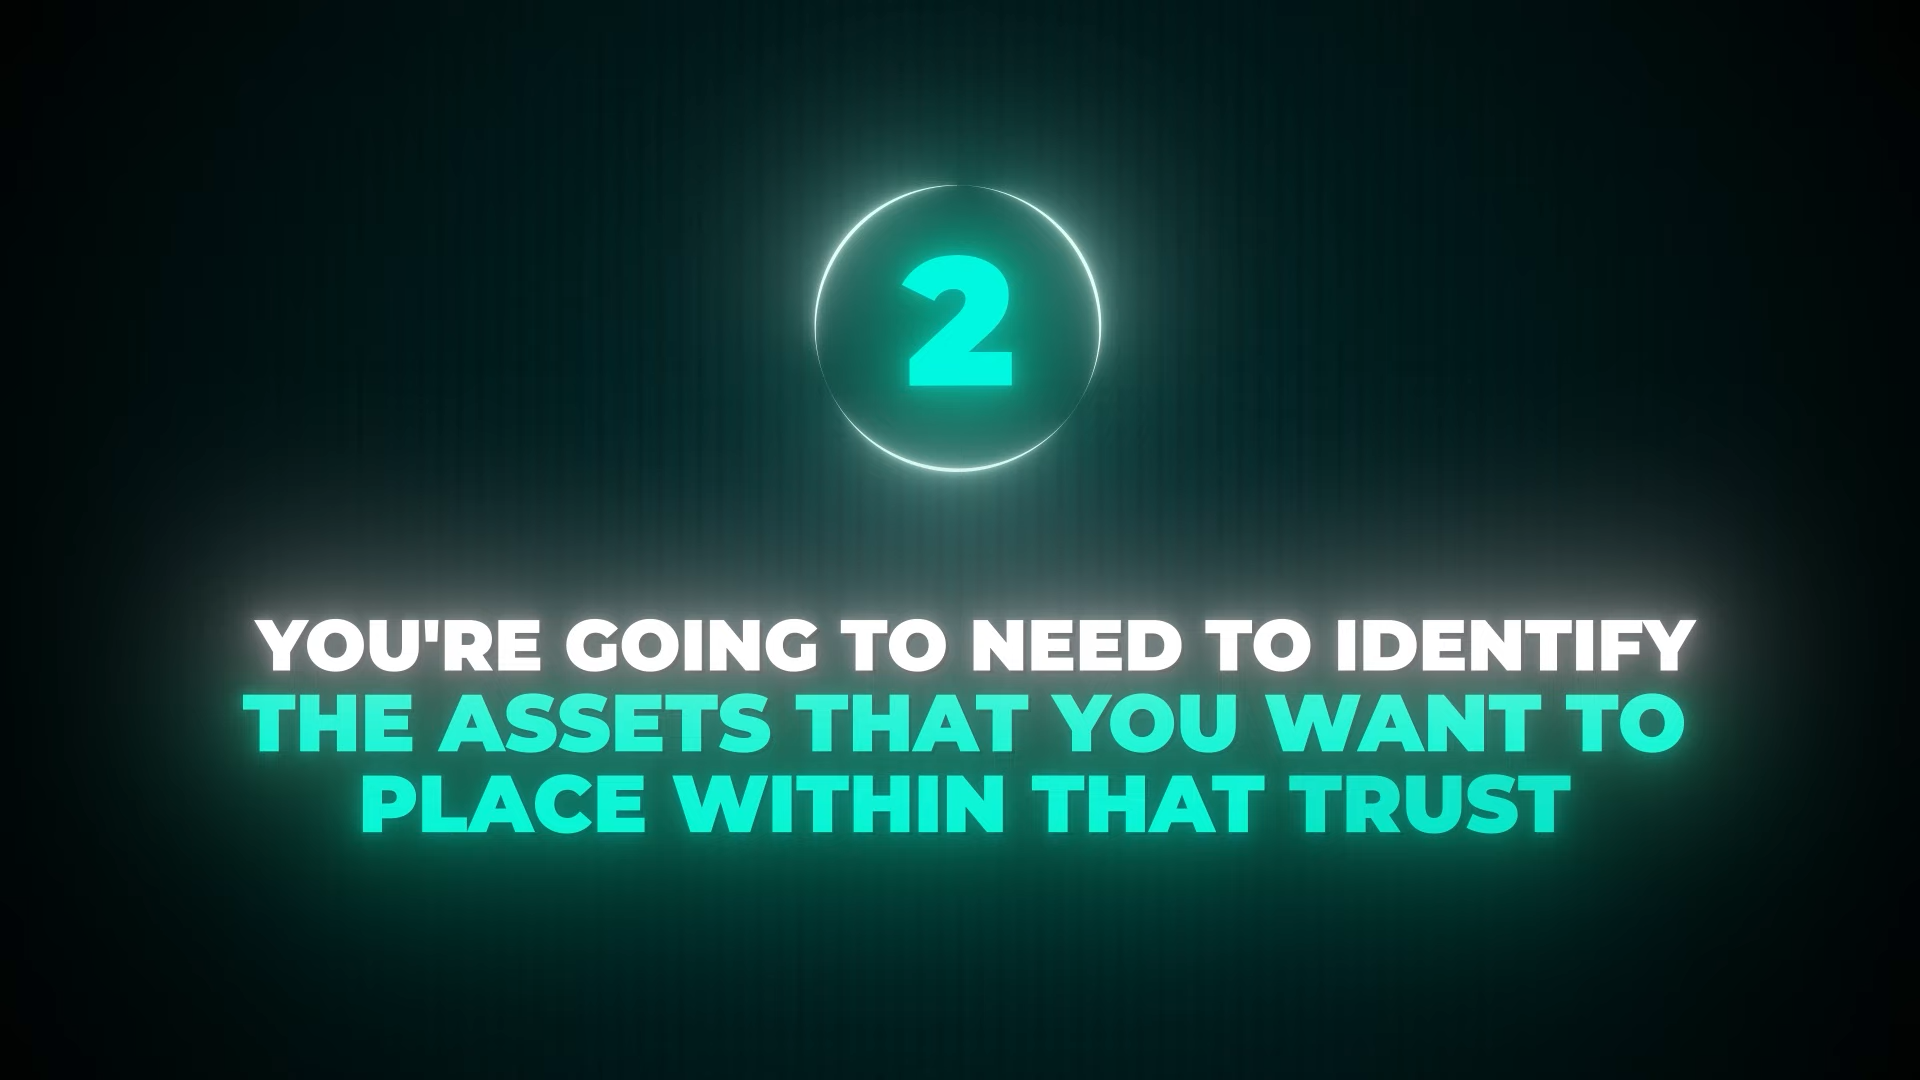 2
YOU'RE GOING TO NEED TO IDENTIFY
THE ASSETS THAT YOU WANT TO
PLACE WITHIN THAT TRUST